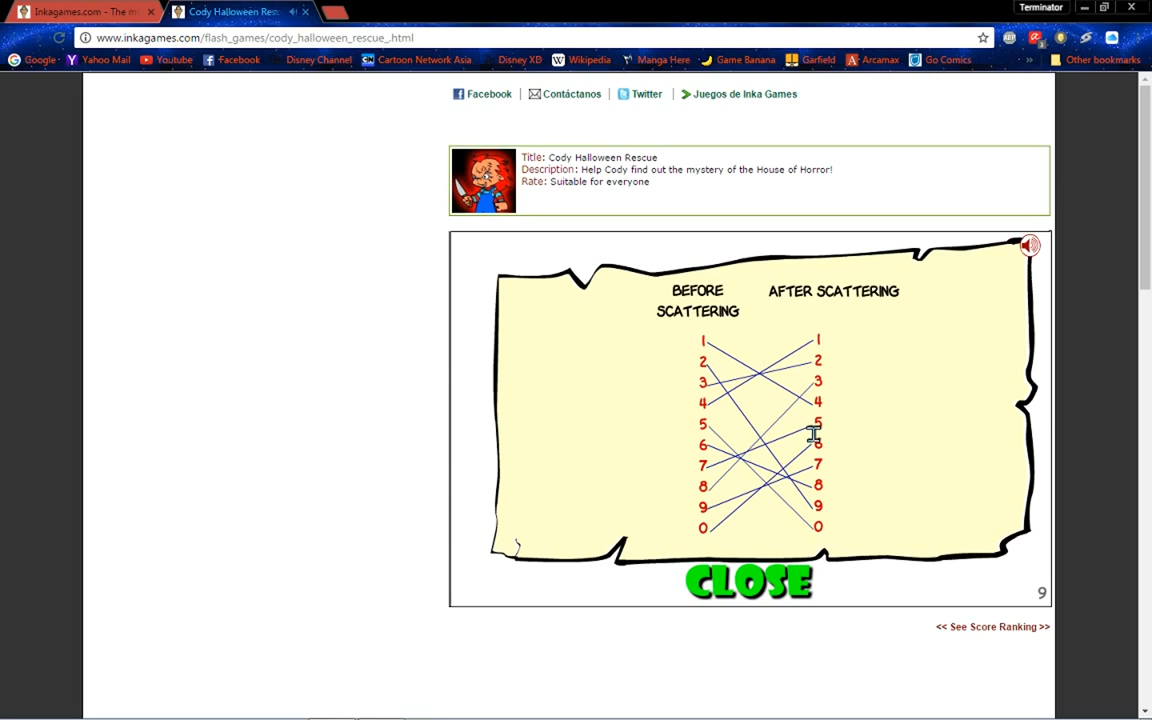 Inkagames.com - The m
Cody Halloween Resc
Terminator
www.inkagames.com/flash_games/cody_halloween_rescue_.html
Google Yahoo Mail Youtube Facebook Disney Channel Cartoon Network Asia Disney XD Wikipedia Manga Here Game Banana Garfield Arcamax Go Comics » Other bookmarks
Facebook | Contáctanos | Twitter | Juegos de Inka Games
Title: Cody Halloween Rescue
Description: Help Cody find out the mystery of the House of Horror!
Rate: Suitable for everyone
BEFORE SCATTERING
AFTER SCATTERING
1 1
2 2
3 3
4 4
5 5
6 6
7 7
8 8
9 9
0 0
CLOSE
9
<< See Score Ranking >>